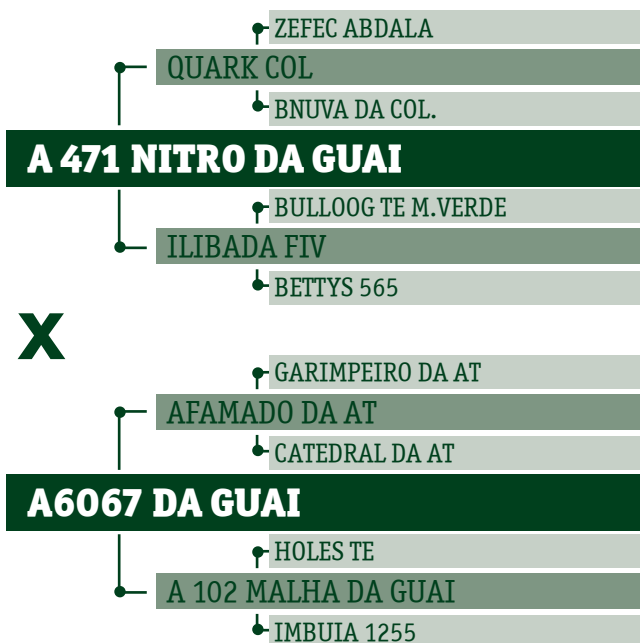 ZEFEC ABDALA
QUARK COL
BNUVA DA COL.
A 471 NITRO DA GUAI
BULLOOG TE M.VERDE
ILIBADA FIV
BETTYS 565
X
GARIMPEIRO DA AT
AFAMADO DA AT
CATEDRAL DA AT
A6067 DA GUAI
HOLES TE
A 102 MALHA DA GUAI
IMBUIA 1255